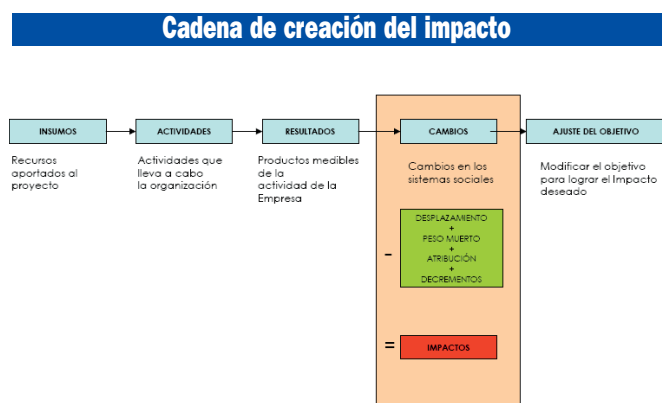 Cadena de creación del impacto
INSUMOS
ACTIVIDADES
RESULTADOS
CAMBIOS
AJUSTE DEL OBJETIVO
Recursos
aportados al
proyecto
Actividades que
lleva a cabo
la organización
Productos medibles
de la
actividad de la
Empresa
Cambios en los
sistemas sociales
Modificar el objetivo
para lograr el Impacto
deseado
-
DESPLAZAMIENTO
+
PESO MUERTO
+
ATRIBUCIÓN
+
DECREMENTOS
=
IMPACTOS